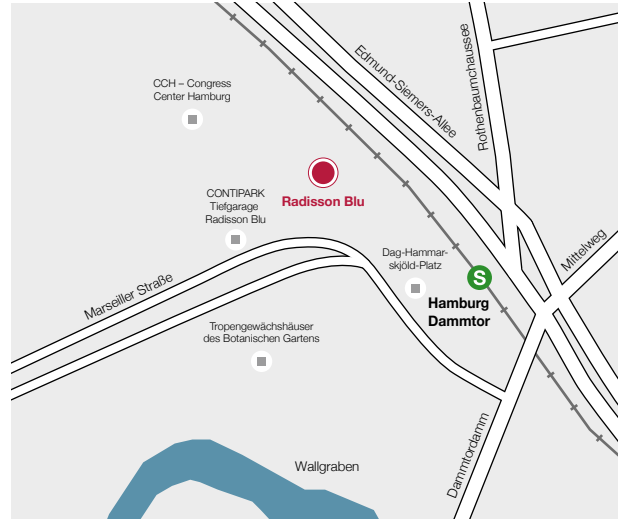 Edmund-Siemers-Allee
Rothenbaumchaussee
CCH – Congress
Center Hamburg
Radisson Blu
CONTIPARK
Tiefgarage
Radisson Blu
Dag-Hammar-
skjöld-Platz
Mittelweg
S
Hamburg
Dammtor
Marseiller Straße
Tropengewächshäuser
des Botanischen Gartens
Dammtordamm
Wallgraben